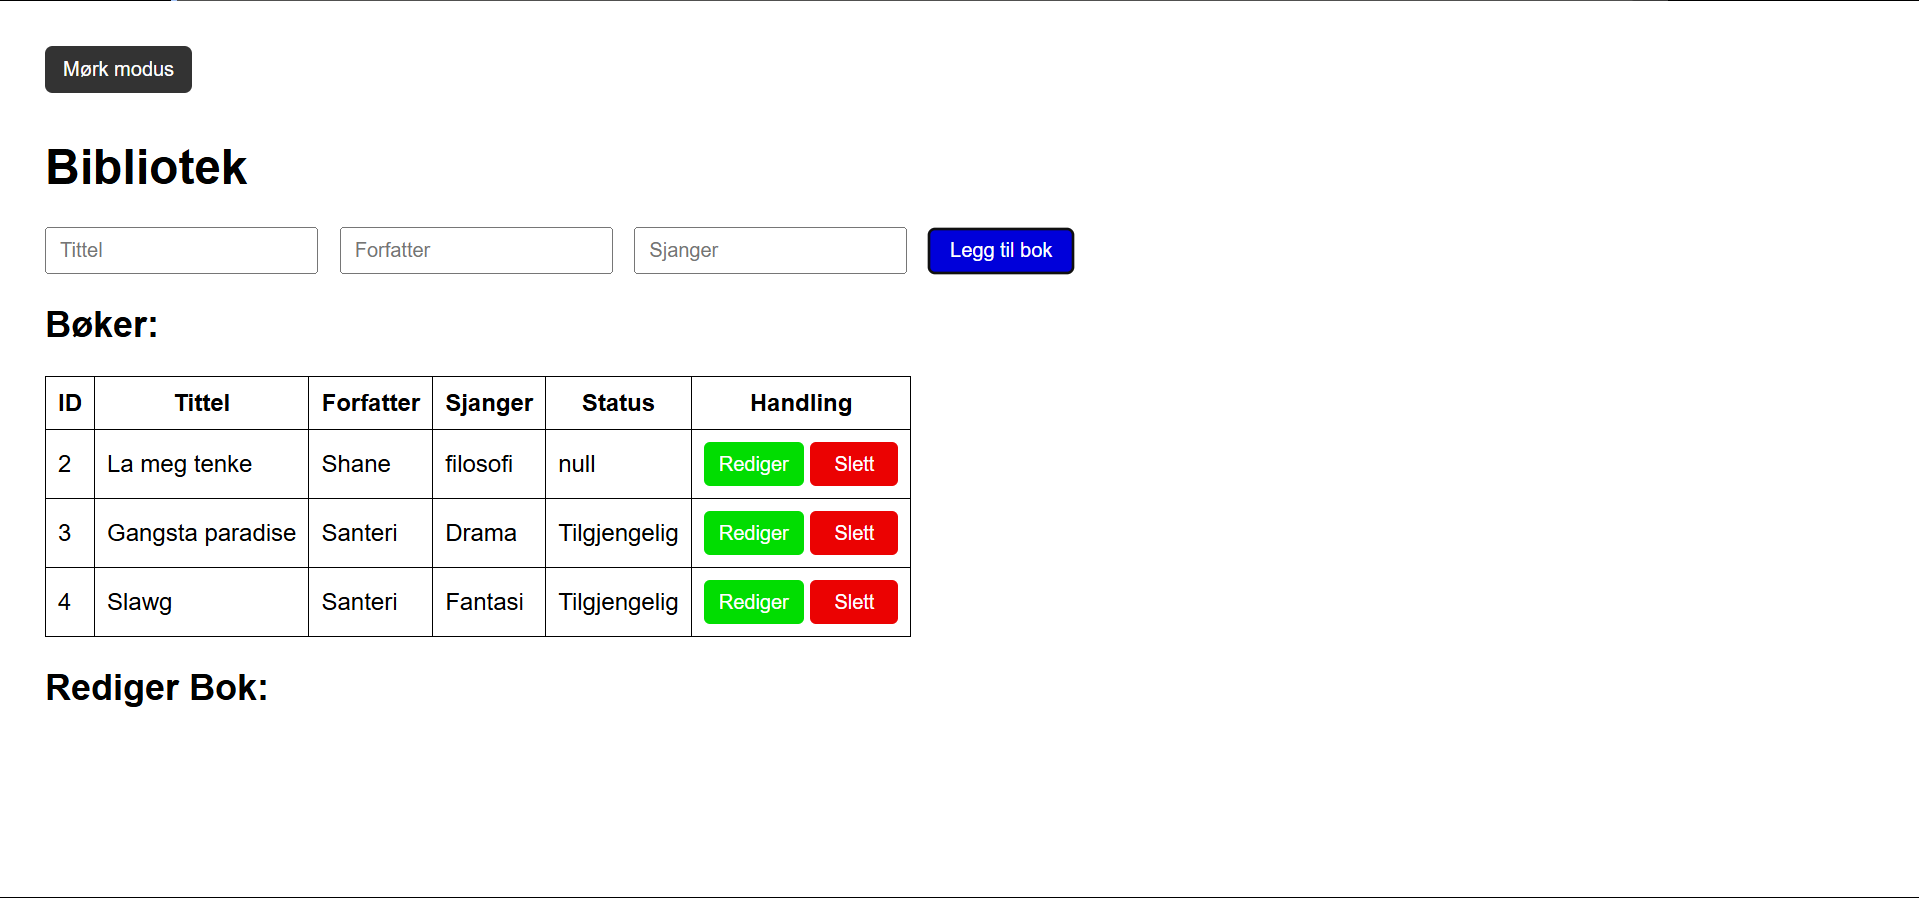 Mørk modus
Bibliotek
Tittel Forfatter Sjanger Legg til bok
Bøker:
ID Tittel Forfatter Sjanger Status Handling
2 La meg tenke Shane filosofi null Rediger Slett
3 Gangsta paradise Santeri Drama Tilgjengelig Rediger Slett
4 Slawg Santeri Fantasi Tilgjengelig Rediger Slett
Rediger Bok: